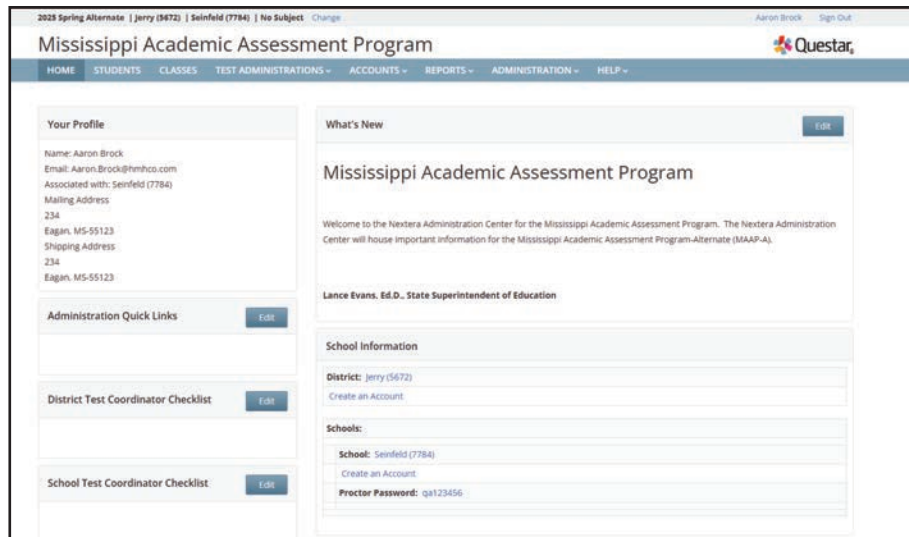 2025 Spring Alternate | Jerry (5672) | Seinfeld (7784) | No Subject Change
Aaron Brock Sign Out
Mississippi Academic Assessment Program
Questar
HOME STUDENTS CLASSES TEST ADMINISTRATIONS ACCOUNTS REPORTS ADMINISTRATION HELP
Your Profile
Name: Aaron Brock
Email: Aaron.Brock@hmhco.com
Associated with: Seinfeld (7784)
Mailing Address
234
Eagan, MS-55123
Shipping Address
234
Eagan, MS-55123
Administration Quick Links Edit
District Test Coordinator Checklist Edit
School Test Coordinator Checklist Edit
What's New Edit
Mississippi Academic Assessment Program
Welcome to the Nextera Administration Center for the Mississippi Academic Assessment Program. The Nextera Administration
Center will house important information for the Mississippi Academic Assessment Program-Alternate (MAAP-A).
Lance Evans. Ed.D., State Superintendent of Education
School Information
District: Jerry (5672)
Create an Account
Schools:
School: Seinfeld (7784)
Create an Account
Proctor Password: qa123456